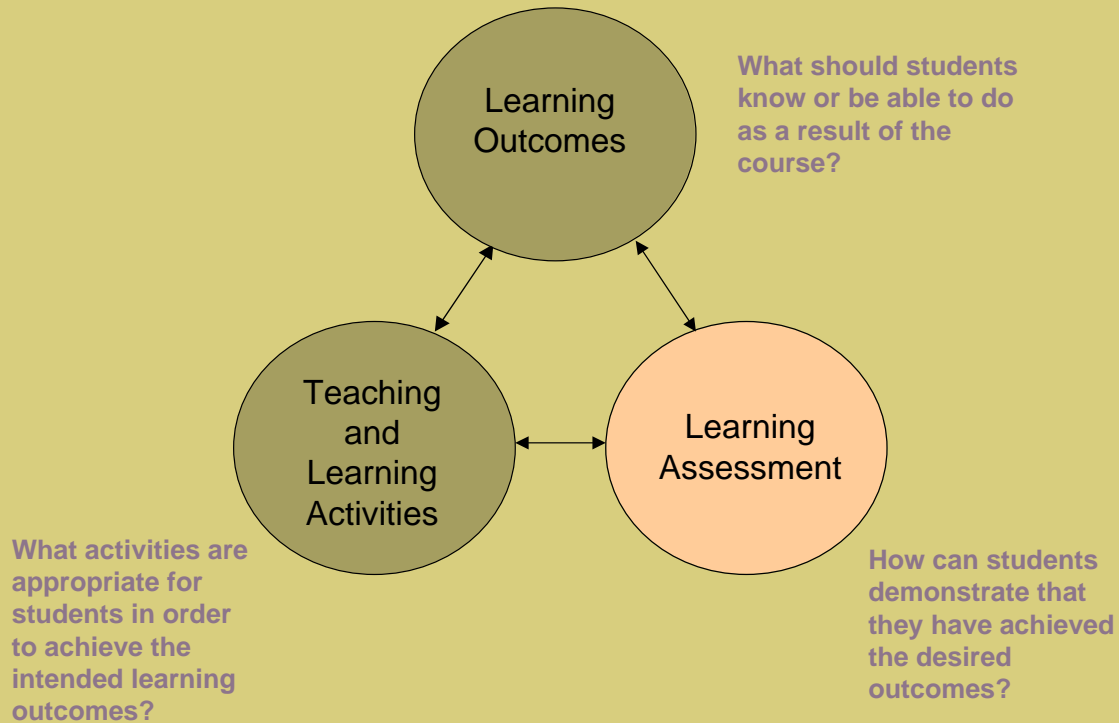 Learning
Outcomes
What should students
know or be able to do
as a result of the
course?
Teaching
and
Learning
Activities
Learning
Assessment
What activities are
appropriate for
students in order
to achieve the
intended learning
outcomes?
How can students
demonstrate that
they have achieved
the desired
outcomes?